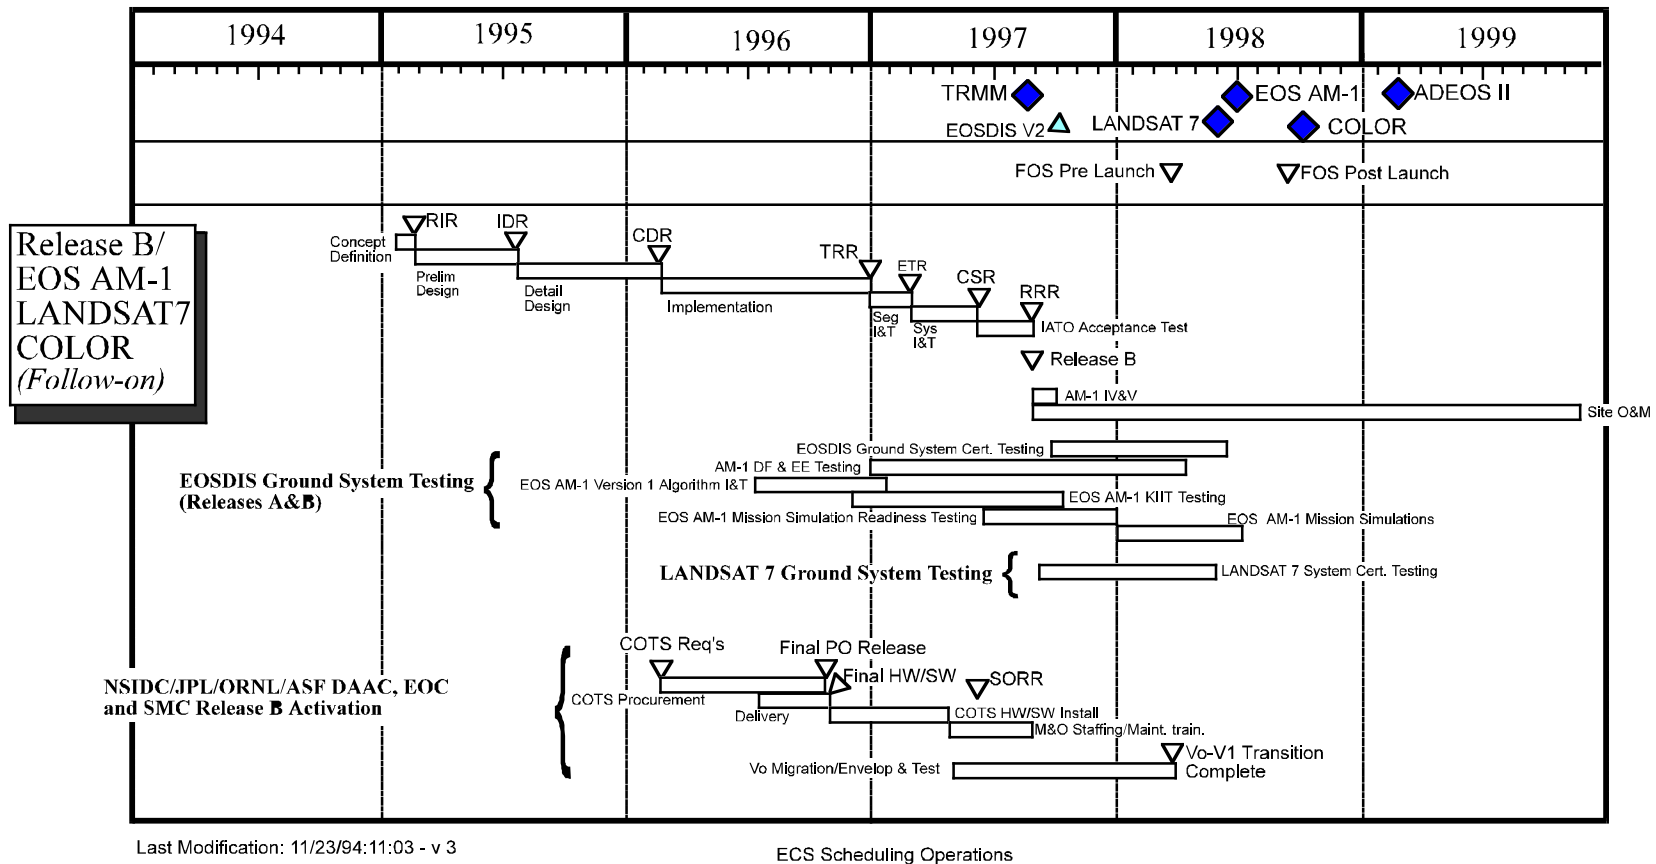 1994
1995
1996
1997
1998
1999
TRMM
EOS AM-1
ADEOS II
EOSDIS V2
LANDSAT 7
COLOR
FOS Pre Launch
FOS Post Launch
Release B/
EOS AM-1
LANDSAT7
COLOR
(Follow-on)
RIR
IDR
CDR
TRR
ETR
CSR
RRR
Concept
Definition
Prelim
Design
Detail
Design
Implementation
Seg
I&T
Sys
I&T
IATO Acceptance Test
Release B
AM-1 IV&V
Site O&M
EOSDIS Ground System Testing
(Releases A&B)
EOSDIS Ground System Cert. Testing
AM-1 DF & EE Testing
EOS AM-1 Version 1 Algorithm I&T
EOS AM-1 KIIT Testing
EOS AM-1 Mission Simulation Readiness Testing
EOS AM-1 Mission Simulations
LANDSAT 7 Ground System Testing
LANDSAT 7 System Cert. Testing
NSIDC/JPL/ORNL/ASF DAAC, EOC
and SMC Release B Activation
COTS Req's
Final PO Release
Final HW/SW
SORR
COTS Procurement
Delivery
COTS HW/SW Install
M&O Staffing/Maint. train.
Vo Migration/Envelop & Test
Vo-V1 Transition
Complete
Last Modification: 11/23/94:11:03 - v 3
ECS Scheduling Operations